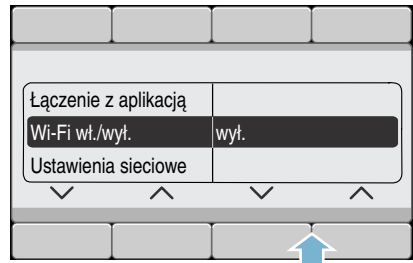 Łączenie z aplikacją
Wi-Fi wł./wył. wył.
Ustawienia sieciowe